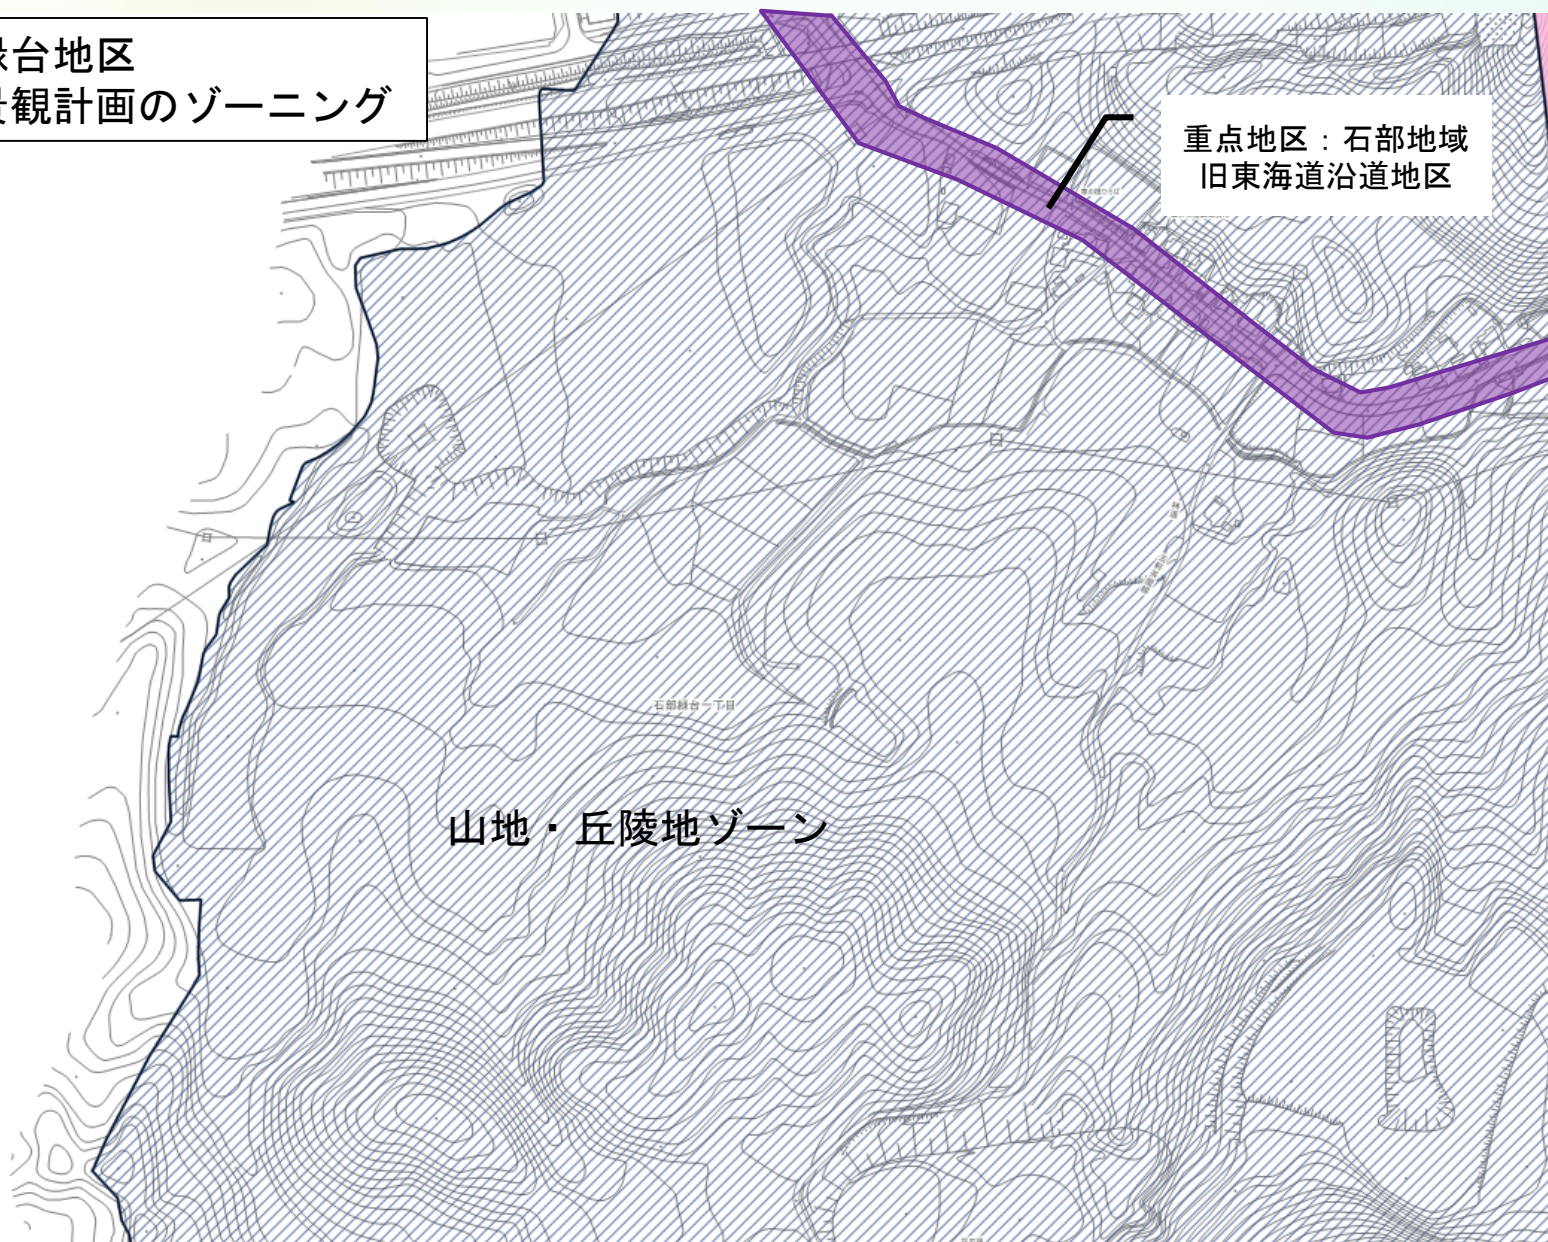 緑台地区
景観計画のゾーニング
重点地区：石部地域
旧東海道沿道地区
石部緑台一丁目
山地・丘陵地ゾーン